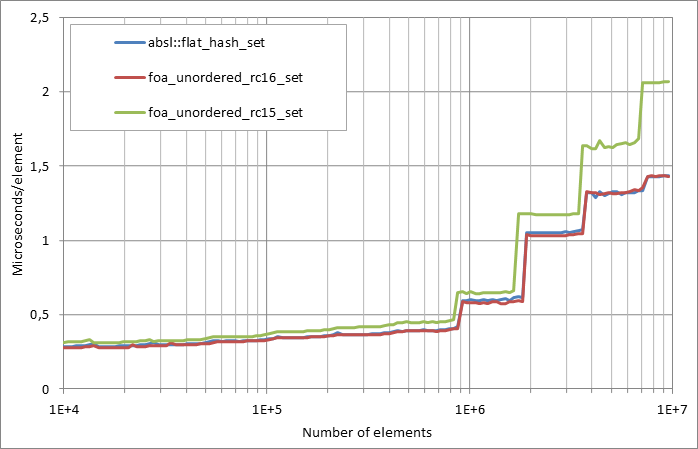 2,5
absl::flat_hash_set
foa_unordered_rc16_set
foa_unordered_rc15_set
2
1,5
1
0,5
0
Microseconds/element
1E+4 1E+5 1E+6 1E+7
Number of elements